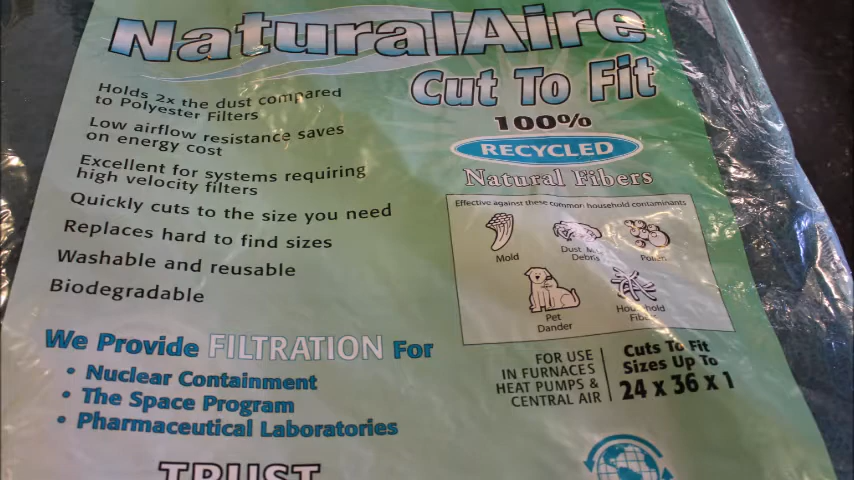 NaturalAire
Cut To Fit
100%
RECYCLED
Natural Fibers
Holds 2x the dust compared
to Polyester Filters
Low airflow resistance saves
on energy cost
Excellent for systems requiring
high velocity filters
Quickly cuts to the size you need
Replaces hard to find sizes
Washable and reusable
Biodegradable
Effective against these common household contaminants
Mold
Dust
Debris
Pollen
Pet
Dander
Household
We Provide FILTRATION For
• Nuclear Containment
• The Space Program
• Pharmaceutical Laboratories
FOR USE
IN FURNACES
HEAT PUMPS &
CENTRAL AIR
Cuts To Fit
Sizes Up To
24 x 36 x 1
TRUST